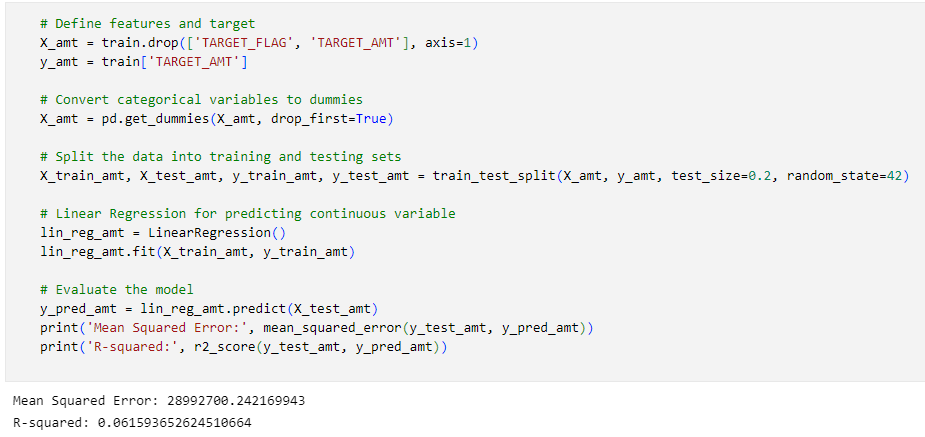 # Define features and target
X_amt = train.drop(['TARGET_FLAG', 'TARGET_AMT'], axis=1)
y_amt = train['TARGET_AMT']
# Convert categorical variables to dummies
X_amt = pd.get_dummies(X_amt, drop_first=True)
# Split the data into training and testing sets
X_train_amt, X_test_amt, y_train_amt, y_test_amt = train_test_split(X_amt, y_amt, test_size=0.2, random_state=42)
# Linear Regression for predicting continuous variable
lin_reg_amt = LinearRegression()
lin_reg_amt.fit(X_train_amt, y_train_amt)
# Evaluate the model
y_pred_amt = lin_reg_amt.predict(X_test_amt)
print('Mean Squared Error:', mean_squared_error(y_test_amt, y_pred_amt))
print('R-squared:', r2_score(y_test_amt, y_pred_amt))
Mean Squared Error: 28992700.242169943
R-squared: 0.061593652624510664